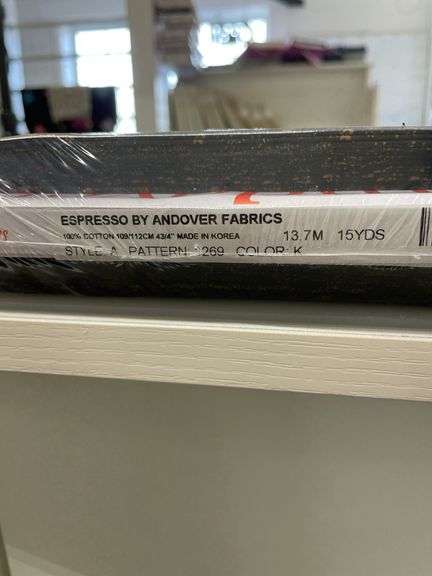 ESPRESSO BY ANDOVER FABRICS
100% COTTON 109/112CM 43/4" MADE IN KOREA 13.7M 15YDS
STYLE A PATTERN 269 COLOR: K